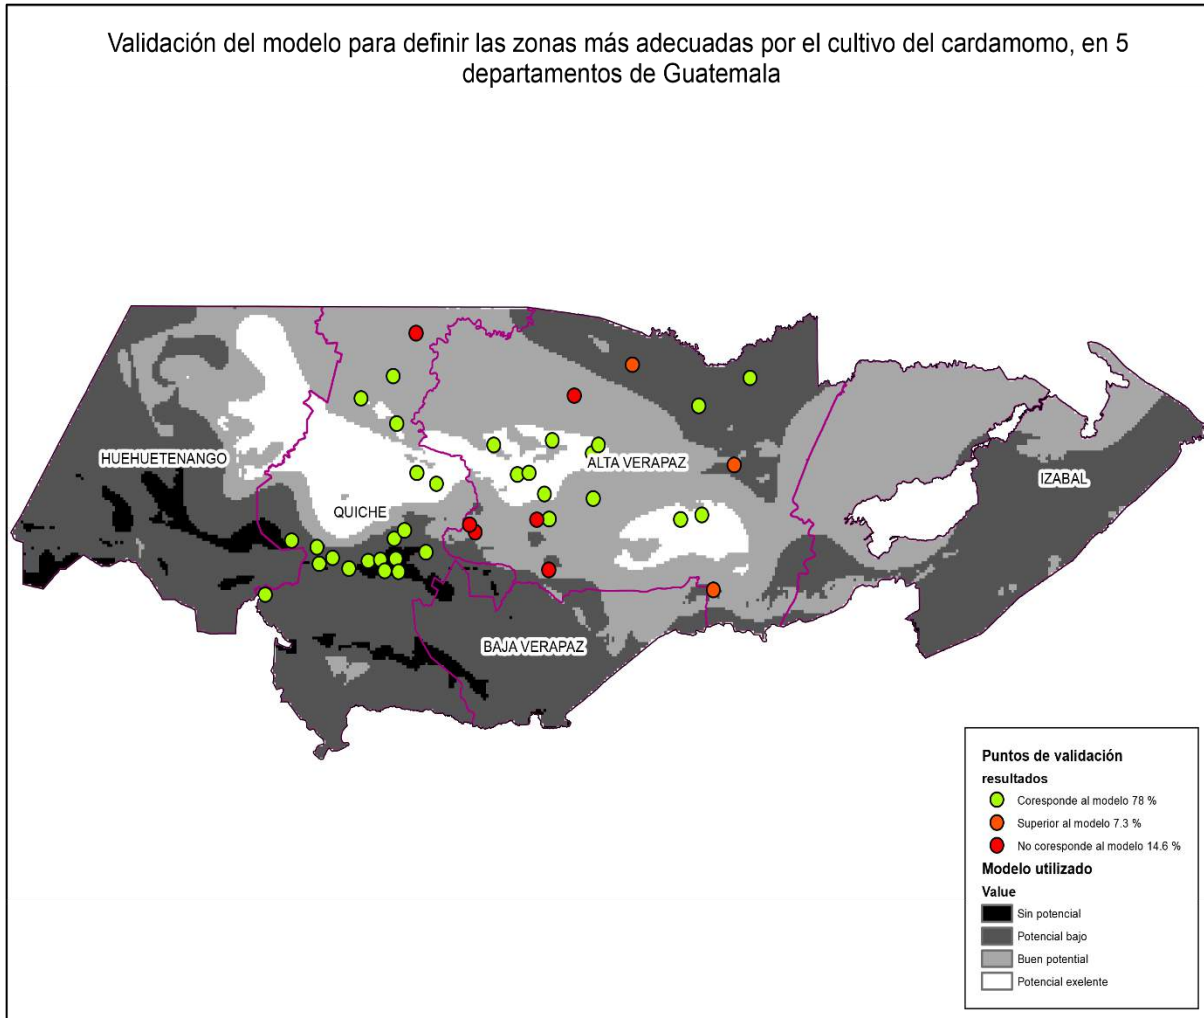 Validación del modelo para definir las zonas más adecuadas por el cultivo del cardamomo, en 5
departamentos de Guatemala
HUEHUETENANGO
QUICHE
ALTA VERAPAZ
IZABAL
BAJA VERAPAZ
Puntos de validación
resultados
Coresponde al modelo 78 %
Superior al modelo 7.3 %
No coresponde al modelo 14.6 %
Modelo utilizado
Value
Sin potencial
Potencial bajo
Buen potential
Potencial exelente